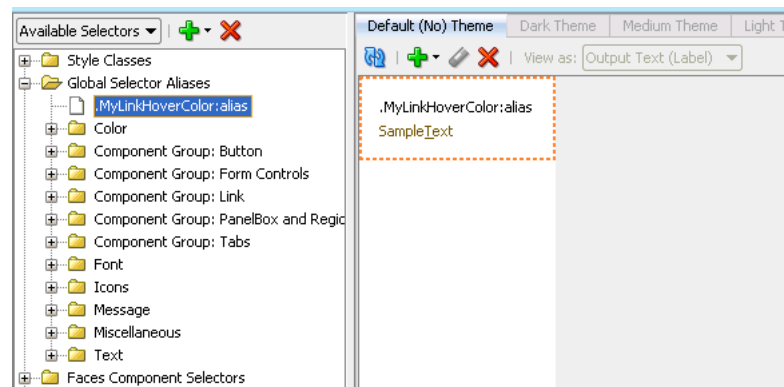 Available Selectors
Style Classes
Global Selector Aliases
.MyLinkHoverColor:alias
Color
Component Group: Button
Component Group: Form Controls
Component Group: Link
Component Group: PanelBox and Regio
Component Group: Tabs
Font
Icons
Message
Miscellaneous
Text
Faces Component Selectors
Default (No) Theme Dark Theme Medium Theme Light T
View as: Output Text (Label)
.MyLinkHoverColor:alias
SampleText